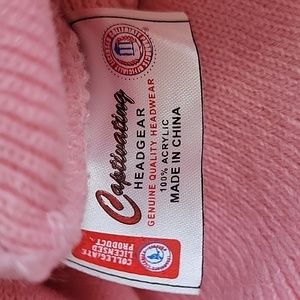 Captivating
HEADGEAR
GENUINE QUALITY HEADWEAR
100% ACRYLIC
MADE IN CHINA
COLLEGIATE
LICENSED
PRODUCT